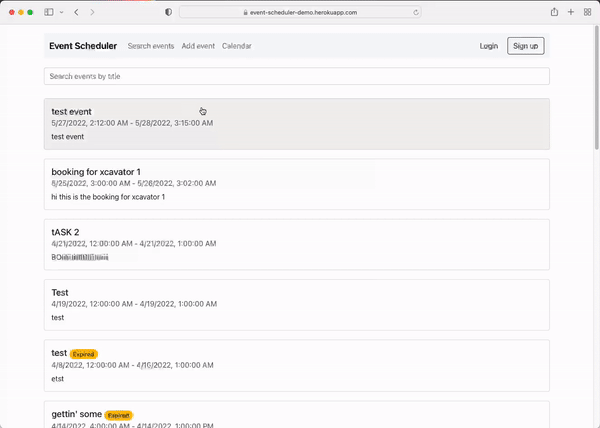 event-scheduler-demo.herokuapp.com
Event Scheduler Search events Add event Calendar Login Sign up
Search events by title
test event
5/27/2022, 2:12:00 AM - 5/28/2022, 3:15:00 AM
test event
booking for xcavator 1
5/25/2022, 3:00:00 AM - 5/26/2022, 3:02:00 AM
hi this is the booking for xcavator 1
tASK 2
4/21/2022, 12:00:00 AM - 4/21/2022, 1:00:00 AM
Test
4/19/2022, 12:00:00 AM - 4/19/2022, 1:00:00 AM
test
test Expired
4/8/2022, 12:00:00 AM - 4/10/2022, 1:00:00 AM
etst
gettin' some Expired
4/14/2022, 4:00:00 AM - 4/14/2022, 1:00:00 PM